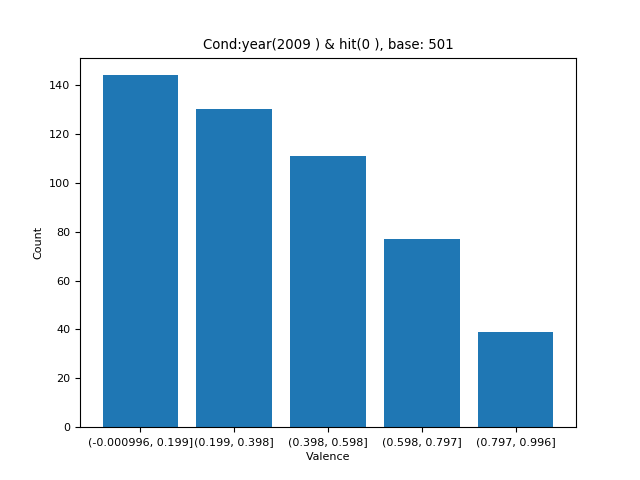 Cond:year(2009 ) & hit(0 ), base: 501
140
120
100
80
60
40
20
0
Count
(-0.000996, 0.199] (0.199, 0.398] (0.398, 0.598] (0.598, 0.797] (0.797, 0.996]
Valence